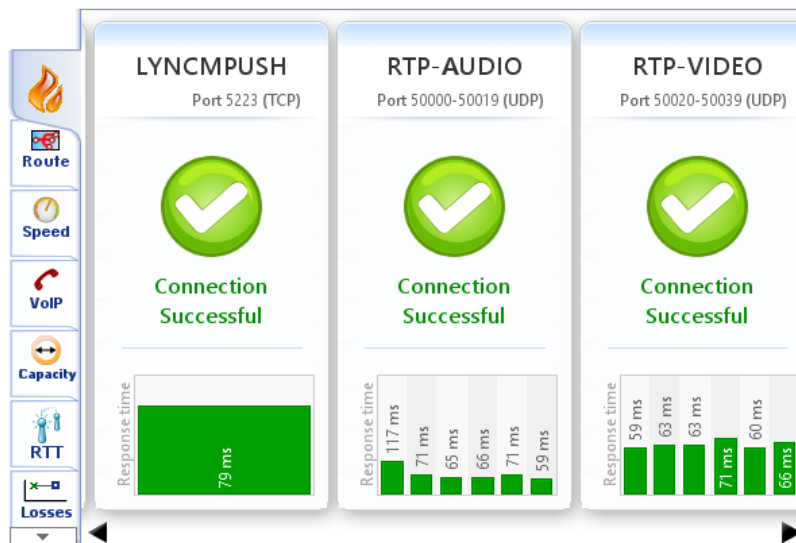 Route
Speed
VoIP
Capacity
RTT
Losses
LYNCMPUSH
Port 5223 (TCP)
Connection
Successful
Response time
79 ms
RTP-AUDIO
Port 50000-50019 (UDP)
Connection
Successful
Response time
117 ms
71 ms
65 ms
66 ms
71 ms
59 ms
RTP-VIDEO
Port 50020-50039 (UDP)
Connection
Successful
Response time
59 ms
63 ms
63 ms
71 ms
60 ms
66 ms